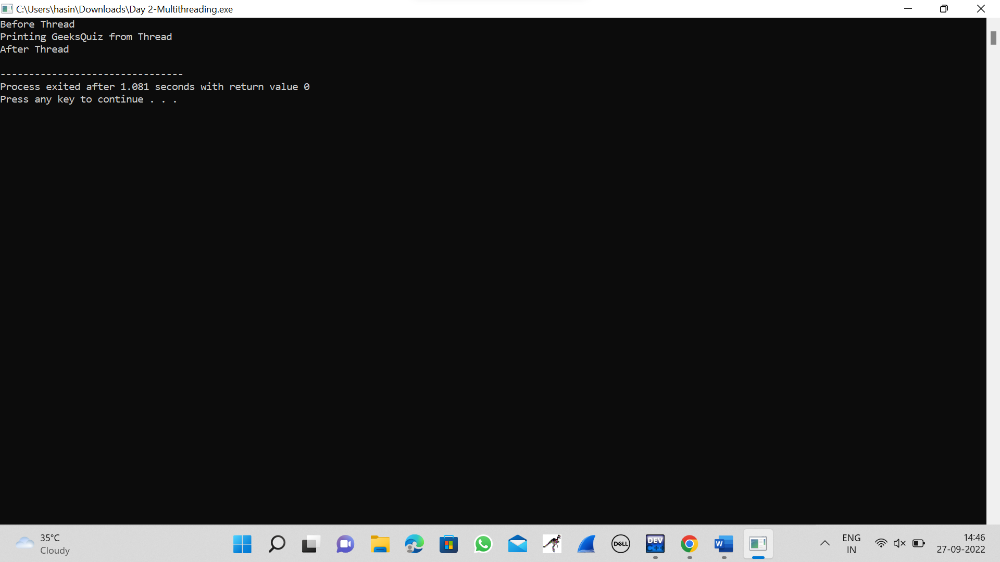 C:\Users\hasin\Downloads\Day 2-Multithreading.exe
Before Thread
Printing GeeksQuiz from Thread
After Thread
--------------------------------
Process exited after 1.081 seconds with return value 0
Press any key to continue . . .
35°C
Cloudy
DELL
DEV
C++
W
ENG
IN
14:46
27-09-2022